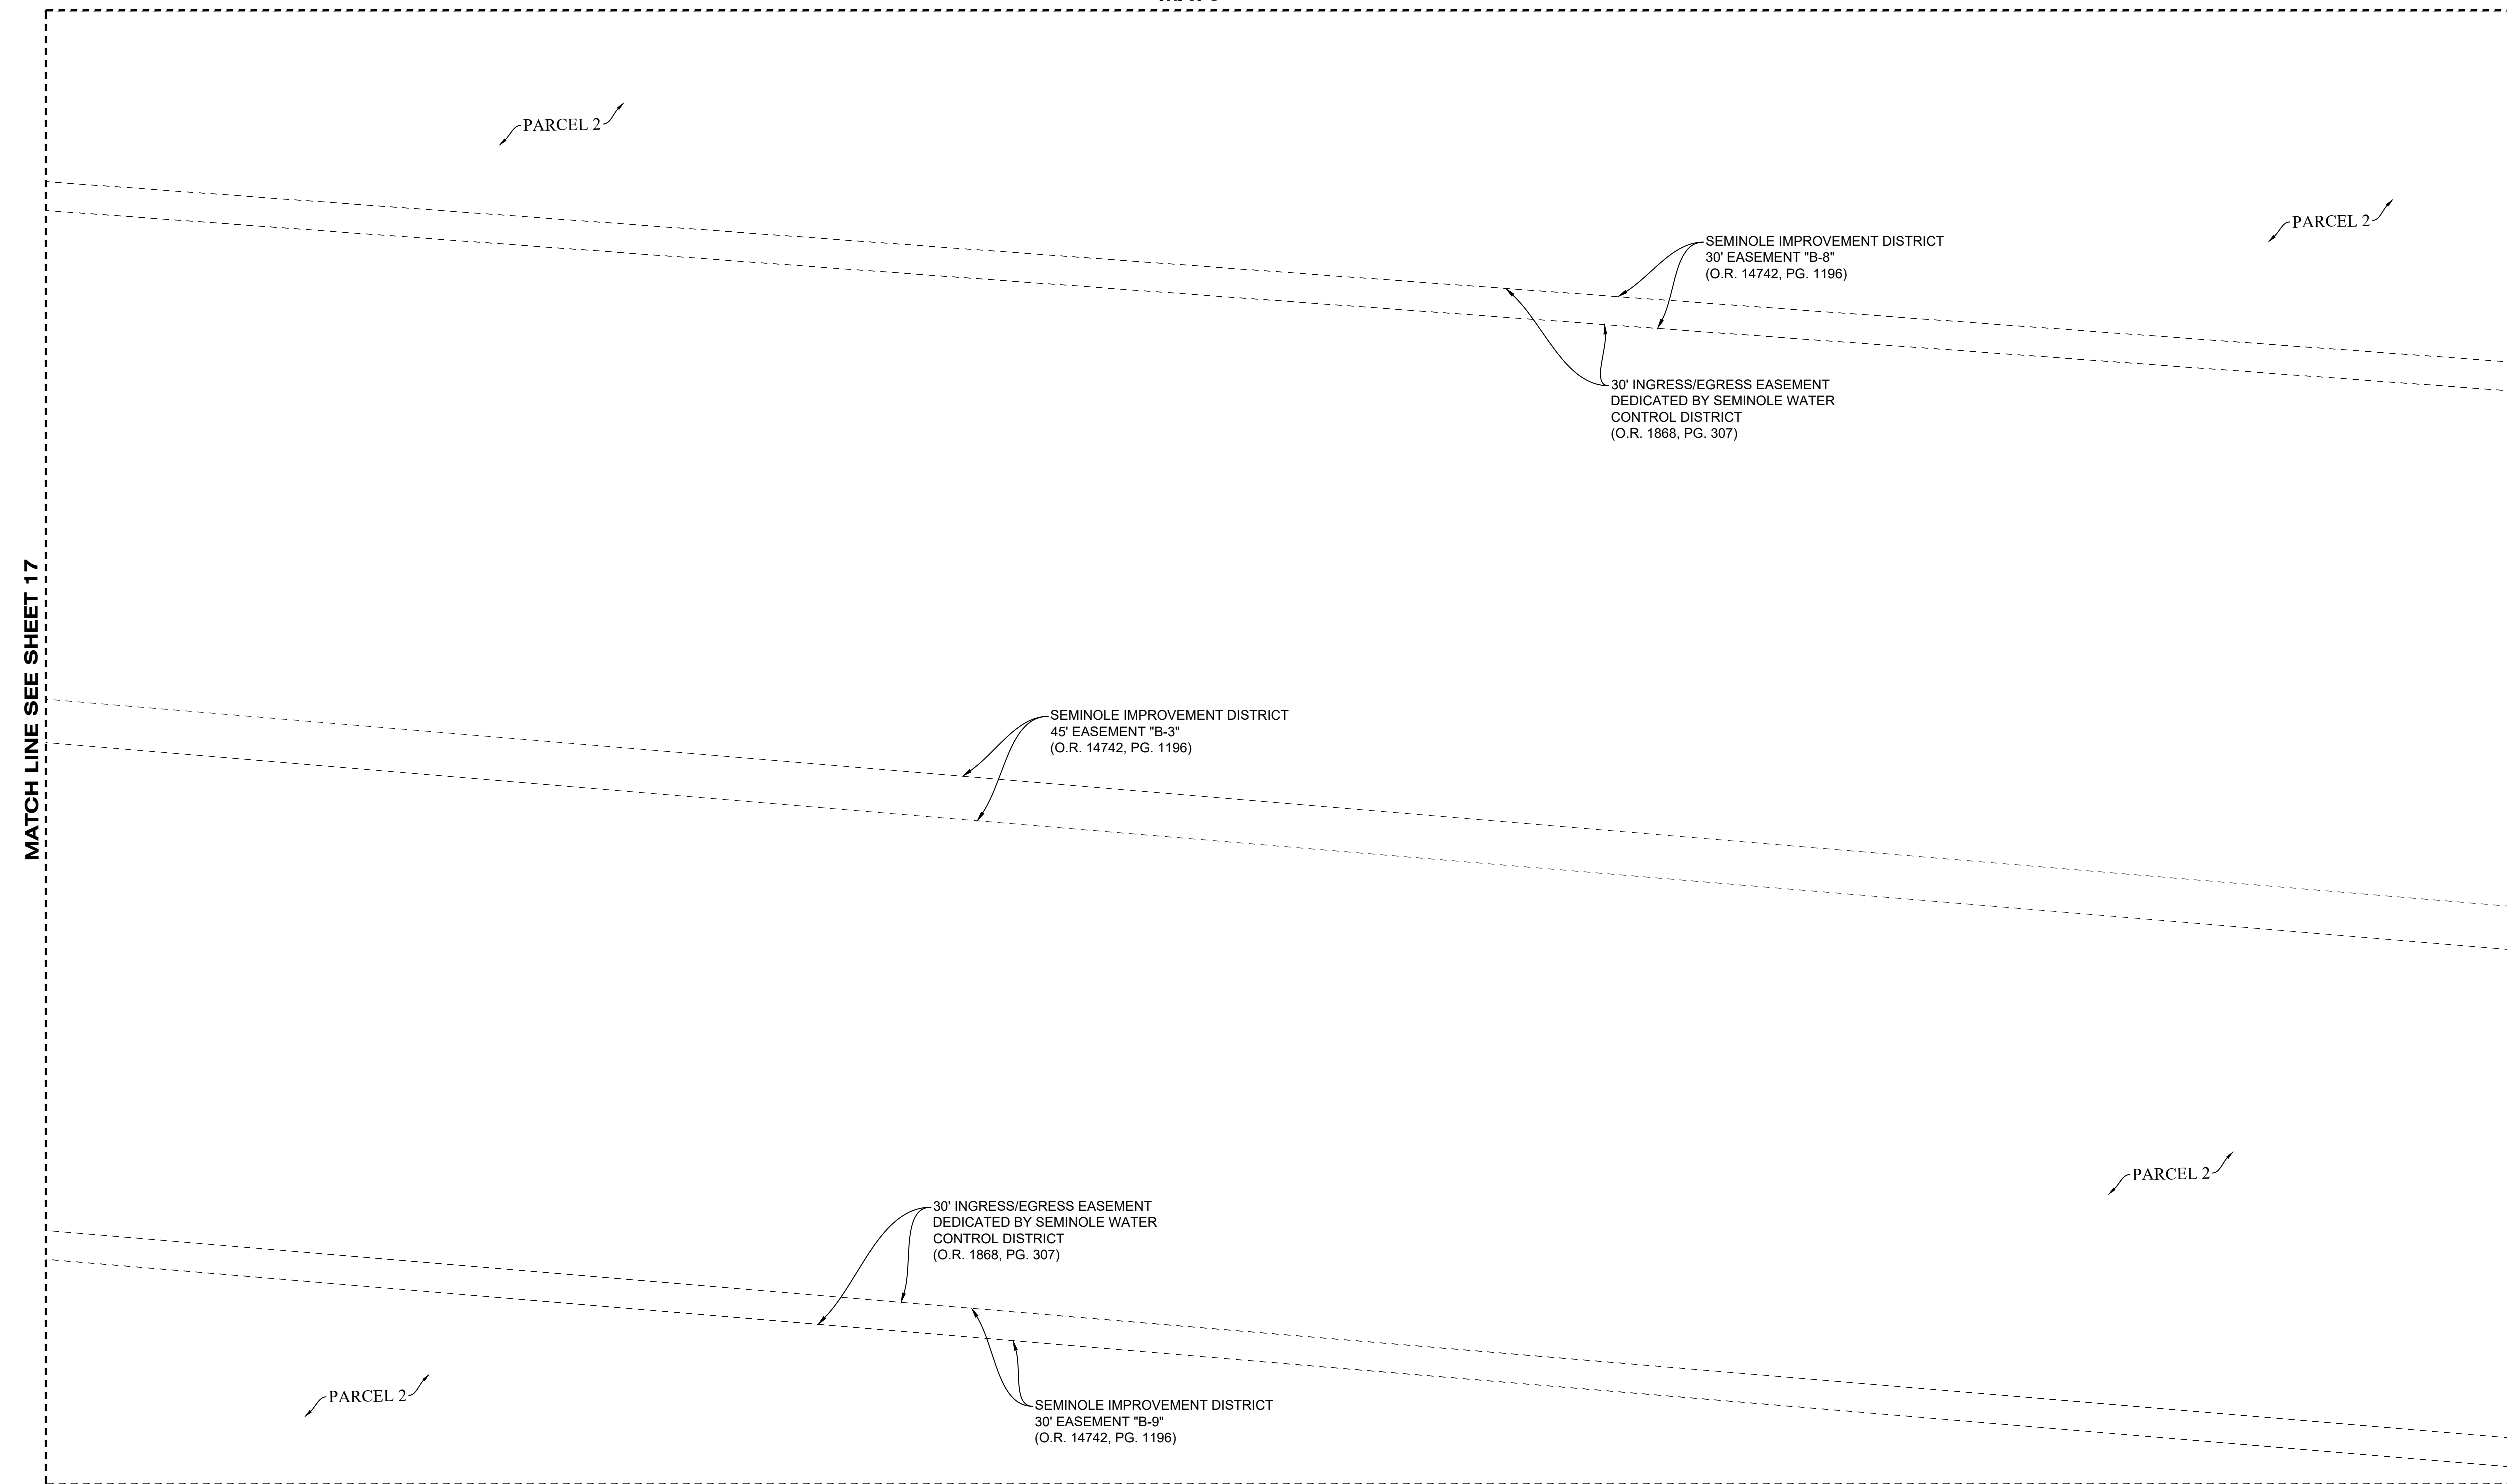 PARCEL 2
PARCEL 2
SEMINOLE IMPROVEMENT DISTRICT
30' EASEMENT "B-8"
(O.R. 14742, PG. 1196)
30' INGRESS/EGRESS EASEMENT
DEDICATED BY SEMINOLE WATER
CONTROL DISTRICT
(O.R. 1868, PG. 307)
MATCH LINE SEE SHEET 17
SEMINOLE IMPROVEMENT DISTRICT
45' EASEMENT "B-3"
(O.R. 14742, PG. 1196)
PARCEL 2
30' INGRESS/EGRESS EASEMENT
DEDICATED BY SEMINOLE WATER
CONTROL DISTRICT
(O.R. 1868, PG. 307)
PARCEL 2
SEMINOLE IMPROVEMENT DISTRICT
30' EASEMENT "B-9"
(O.R. 14742, PG. 1196)